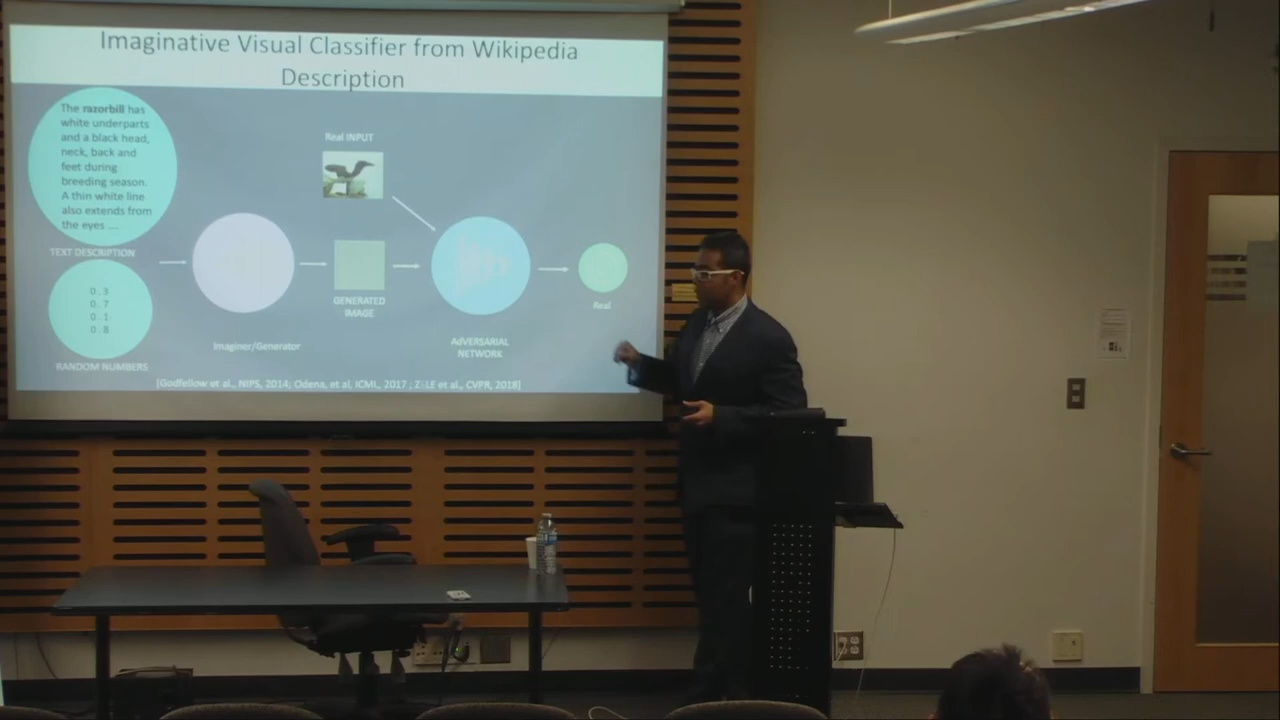 Imaginative Visual Classifier from Wikipedia
Description
The razorbill has
white underparts
and a black head,
neck, back and
feet during
breeding season.
A thin white line
also extends from
the eyes ....
TEXT DESCRIPTION
0.3
0.7
0.1
0.8
RANDOM NUMBERS
Imaginer/Generator
Real INPUT
GENERATED
IMAGE
AdVERSARIAL
NETWORK
Real
[Godfellow et al., NIPS, 2014; Odena, et al, ICML, 2017 ; Z-LE et al., CVPR, 2018]